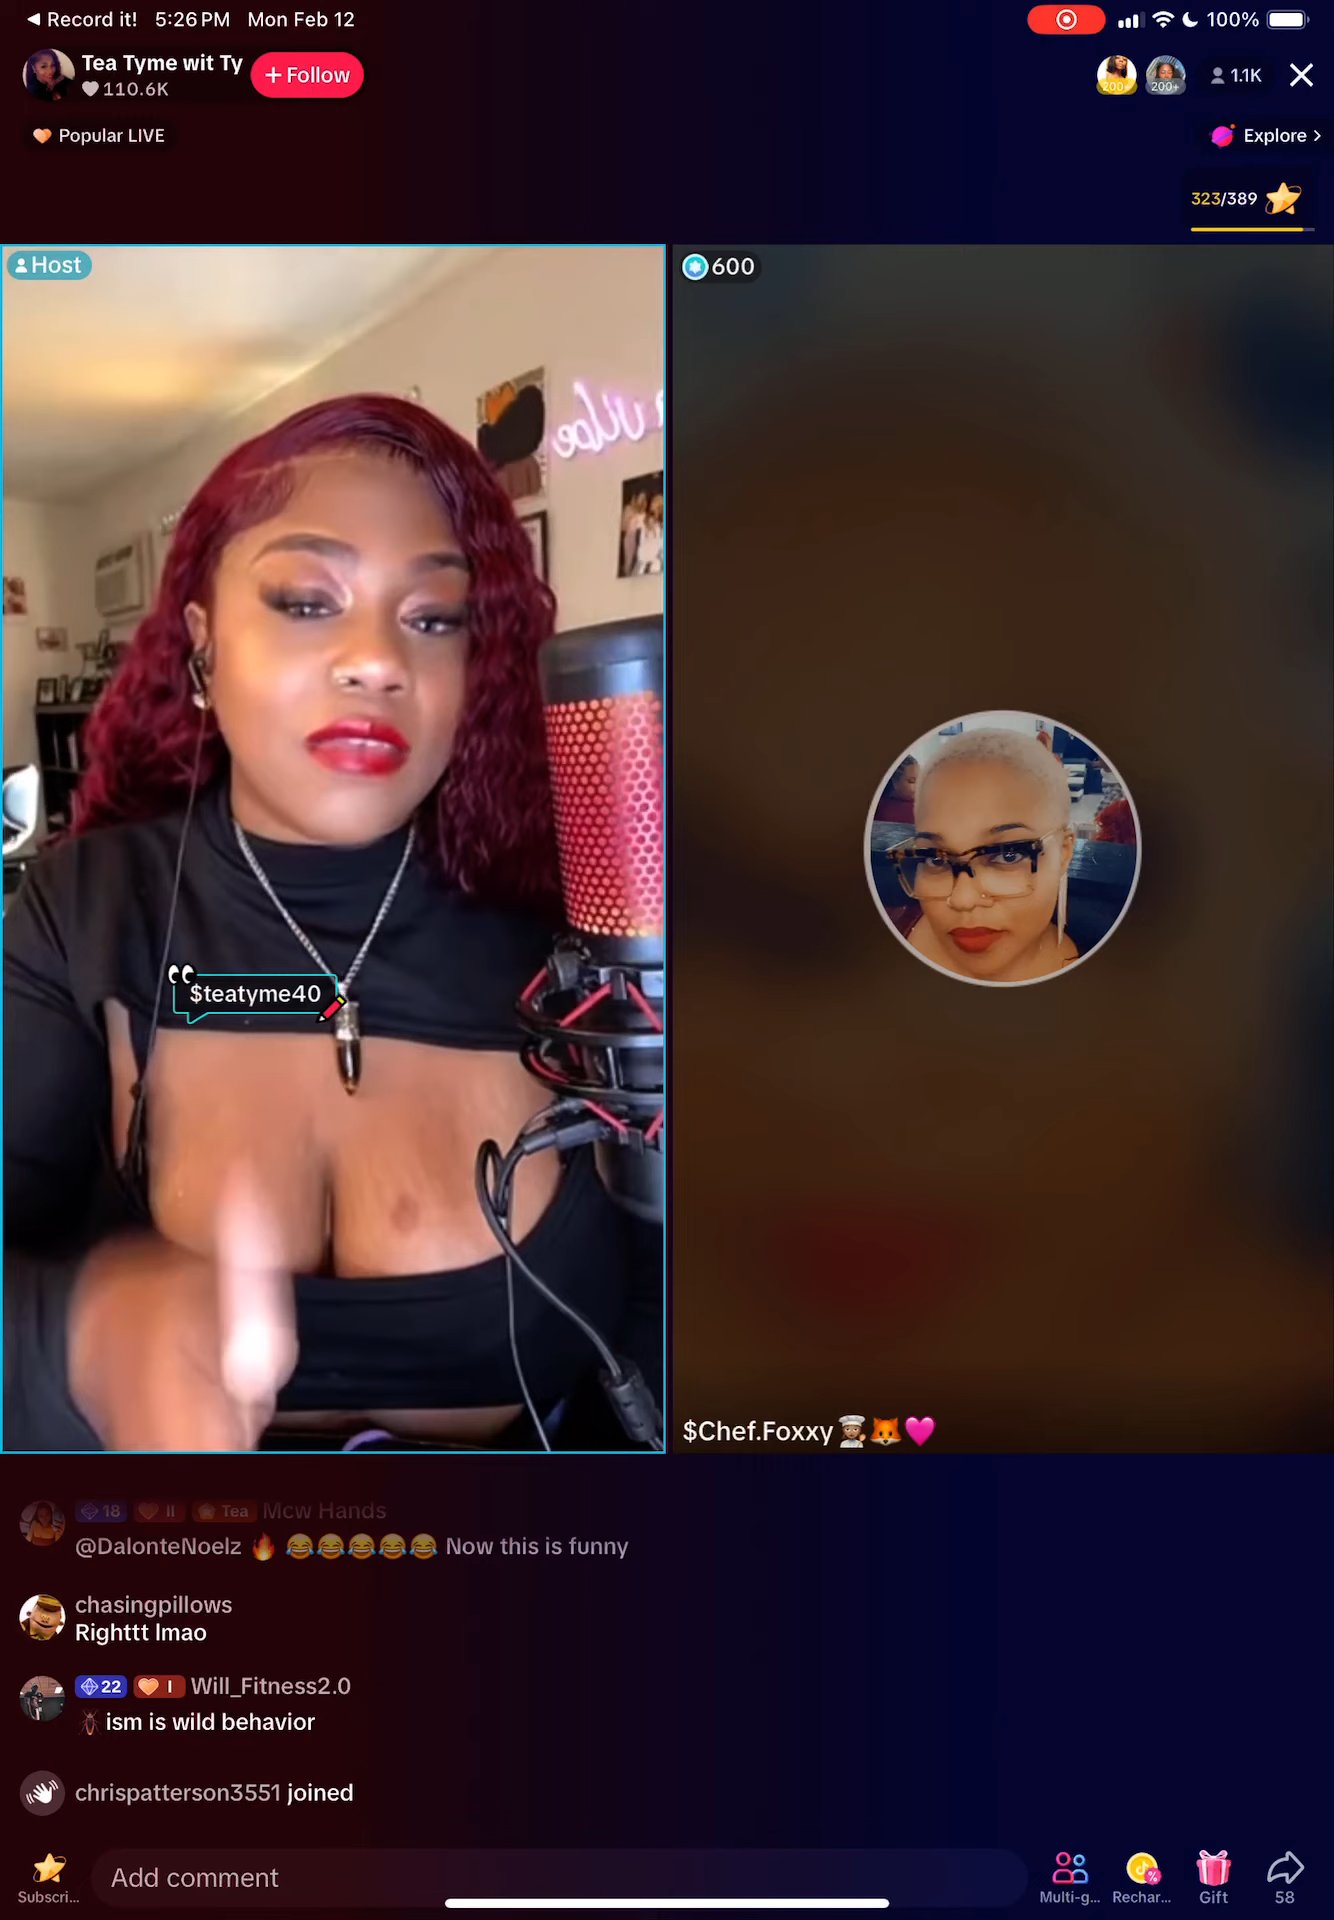 Record it! 5:26 PM Mon Feb 12 100%
Tea Tyme wit Ty
110.6K
+ Follow
200+ 200+ 1.1K
Popular LIVE
Explore >
323/389
Host
600
$teatyme40
$Chef.Foxxy
18 II Tea Mcw Hands
@DalonteNoelz 🔥 😂😂😂😂😂 Now this is funny
chasingpillows
Righttt lmao
22 I Will_Fitness2.0
🪳ism is wild behavior
chrispatterson3551 joined
Add comment
Subscri... Multi-g... Rechar... Gift 58